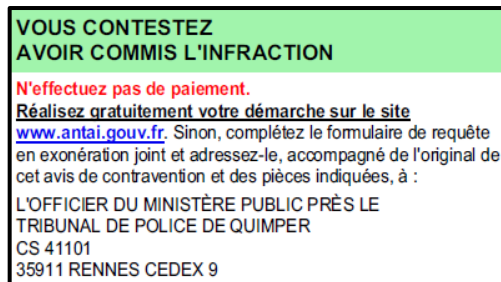 VOUS CONTESTEZ
AVOIR COMMIS L'INFRACTION
N'effectuez pas de paiement.
Réalisez gratuitement votre démarche sur le site
www.antai.gouv.fr. Sinon, complétez le formulaire de requête
en exonération joint et adressez-le, accompagné de l'original de
cet avis de contravention et des pièces indiquées, à :
L'OFFICIER DU MINISTÈRE PUBLIC PRÈS LE
TRIBUNAL DE POLICE DE QUIMPER
CS 41101
35911 RENNES CEDEX 9